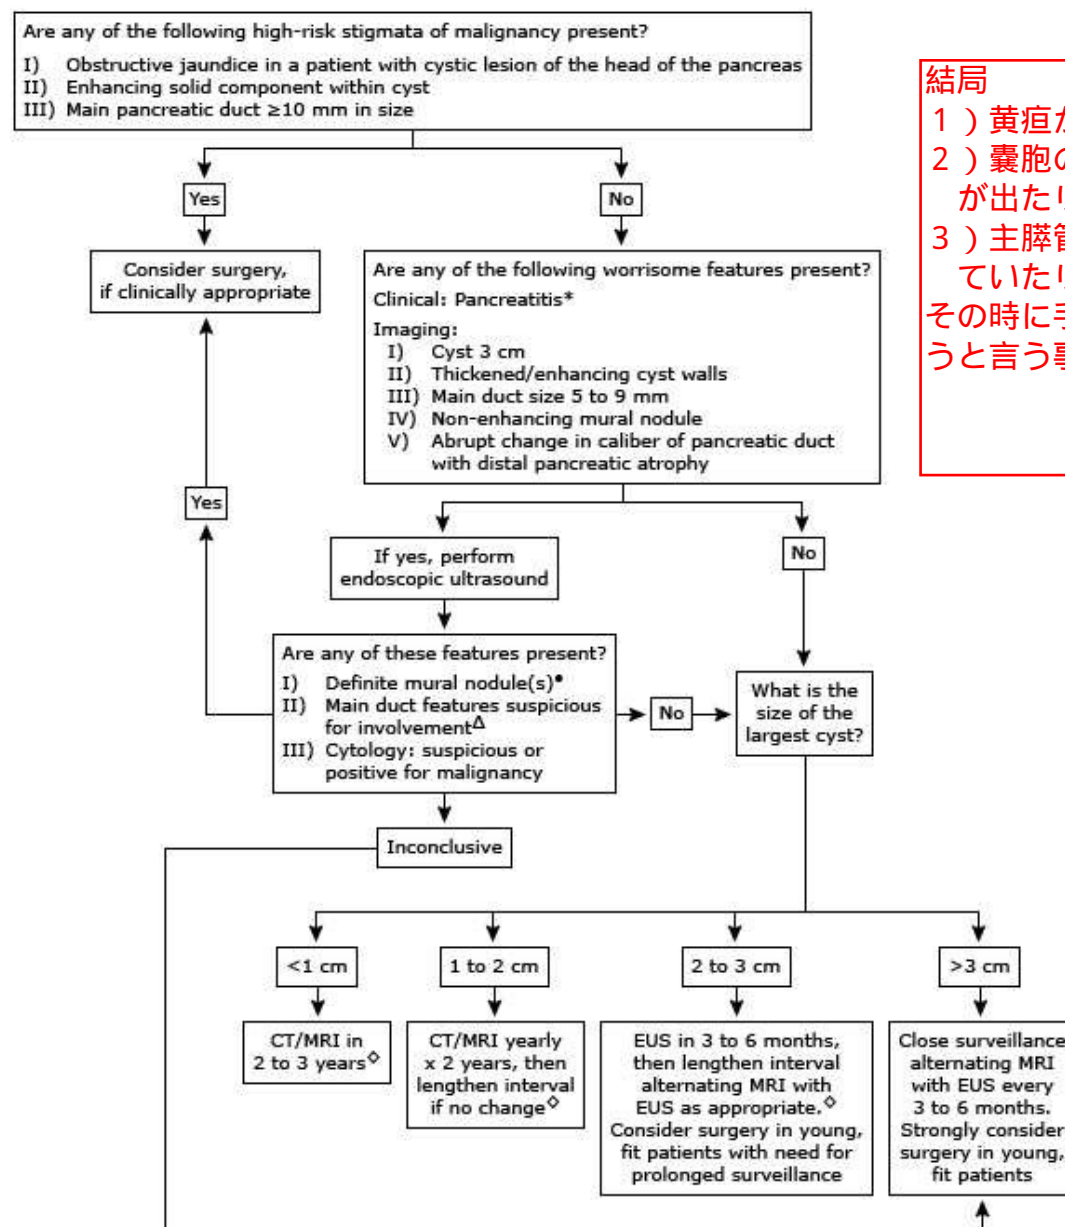 Are any of the following high-risk stigmata of malignancy present?
I) Obstructive jaundice in a patient with cystic lesion of the head of the pancreas
II) Enhancing solid component within cyst
III) Main pancreatic duct ≥10 mm in size
結局
1）黄疸か
2）嚢胞の
が出たり
3）主膵管
ていたり
その時に手
うと言う事
Yes
No
Consider surgery,
if clinically appropriate
Are any of the following worrisome features present?
Clinical: Pancreatitis*
Imaging:
I) Cyst 3 cm
II) Thickened/enhancing cyst walls
III) Main duct size 5 to 9 mm
IV) Non-enhancing mural nodule
V) Abrupt change in caliber of pancreatic duct
with distal pancreatic atrophy
Yes
If yes, perform
endoscopic ultrasound
No
Are any of these features present?
I) Definite mural nodule(s)•
II) Main duct features suspicious
for involvementΔ
III) Cytology: suspicious or
positive for malignancy
No
What is the
size of the
largest cyst?
Inconclusive
<1 cm
1 to 2 cm
2 to 3 cm
>3 cm
CT/MRI in
2 to 3 years◇
CT/MRI yearly
x 2 years, then
lengthen interval
if no change◇
EUS in 3 to 6 months,
then lengthen interval
alternating MRI with
EUS as appropriate.◇
Consider surgery in young,
fit patients with need for
prolonged surveillance
Close surveillance
alternating MRI
with EUS every
3 to 6 months.
Strongly consider
surgery in young,
fit patients